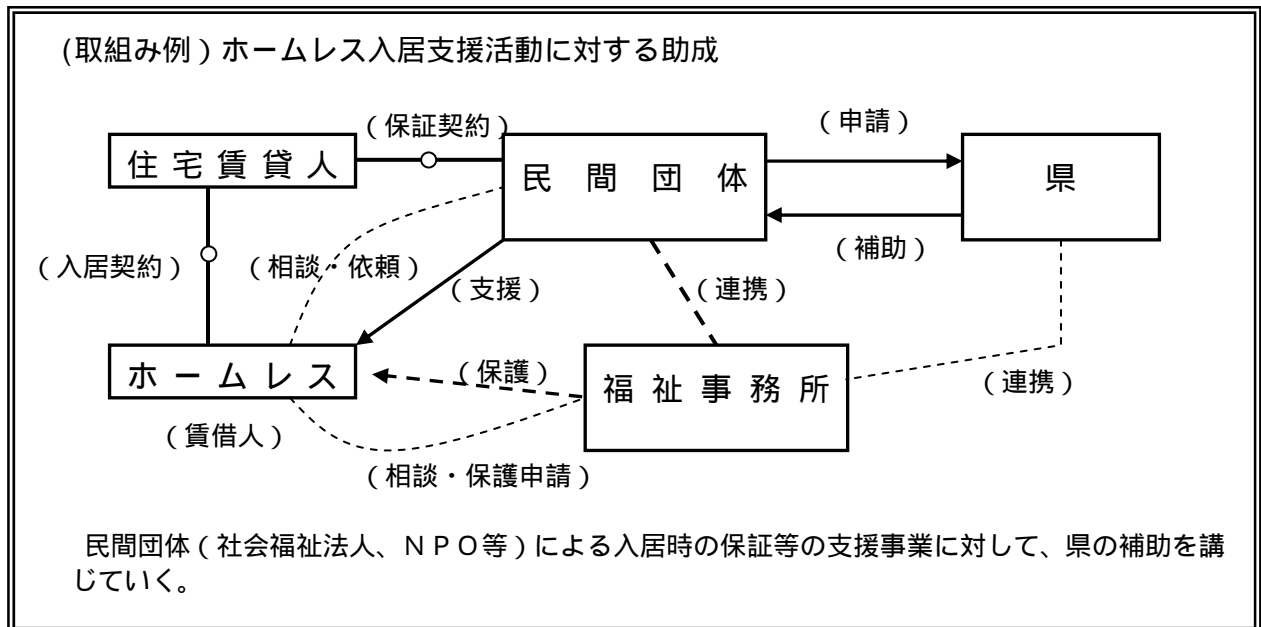 (取組み例）ホームレス入居支援活動に対する助成
（保証契約）
（申請）
住宅賃貸人
民間団体
県
（補助）
（入居契約）
（相談・依頼）
（支援）
（連携）
ホームレス
（保護）
福祉事務所
（連携）
（賃借人）
（相談・保護申請）
民間団体（社会福祉法人、ＮＰＯ等）による入居時の保証等の支援事業に対して、県の補助を講
じていく。